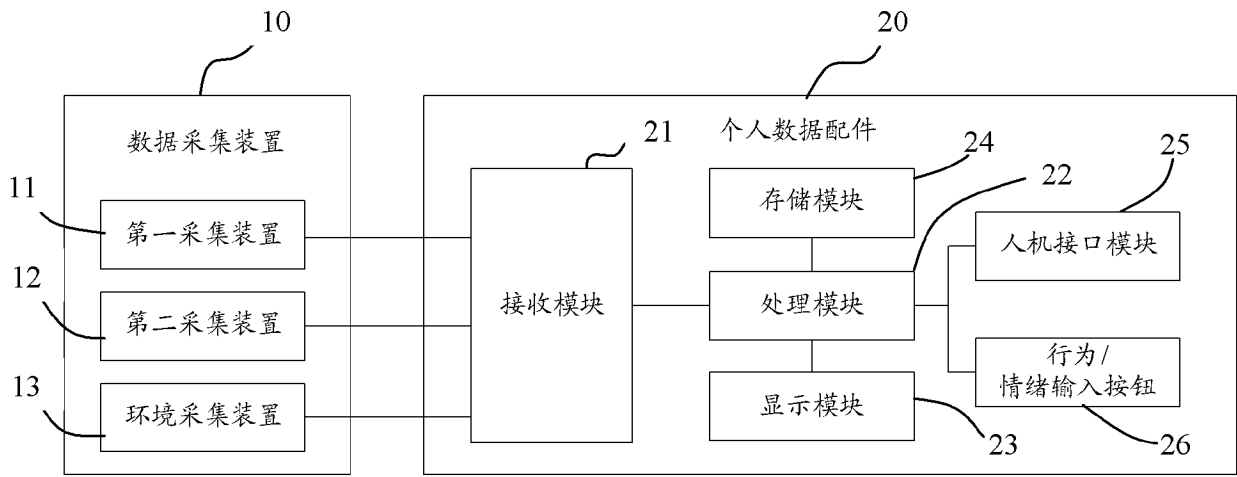 10
20
数据采集装置
个人数据配件
21
24
25
11
第一采集装置
存储模块
22
人机接口模块
12
第二采集装置
接收模块
处理模块
13
环境采集装置
显示模块
行为/
情绪输入按钮
23
26